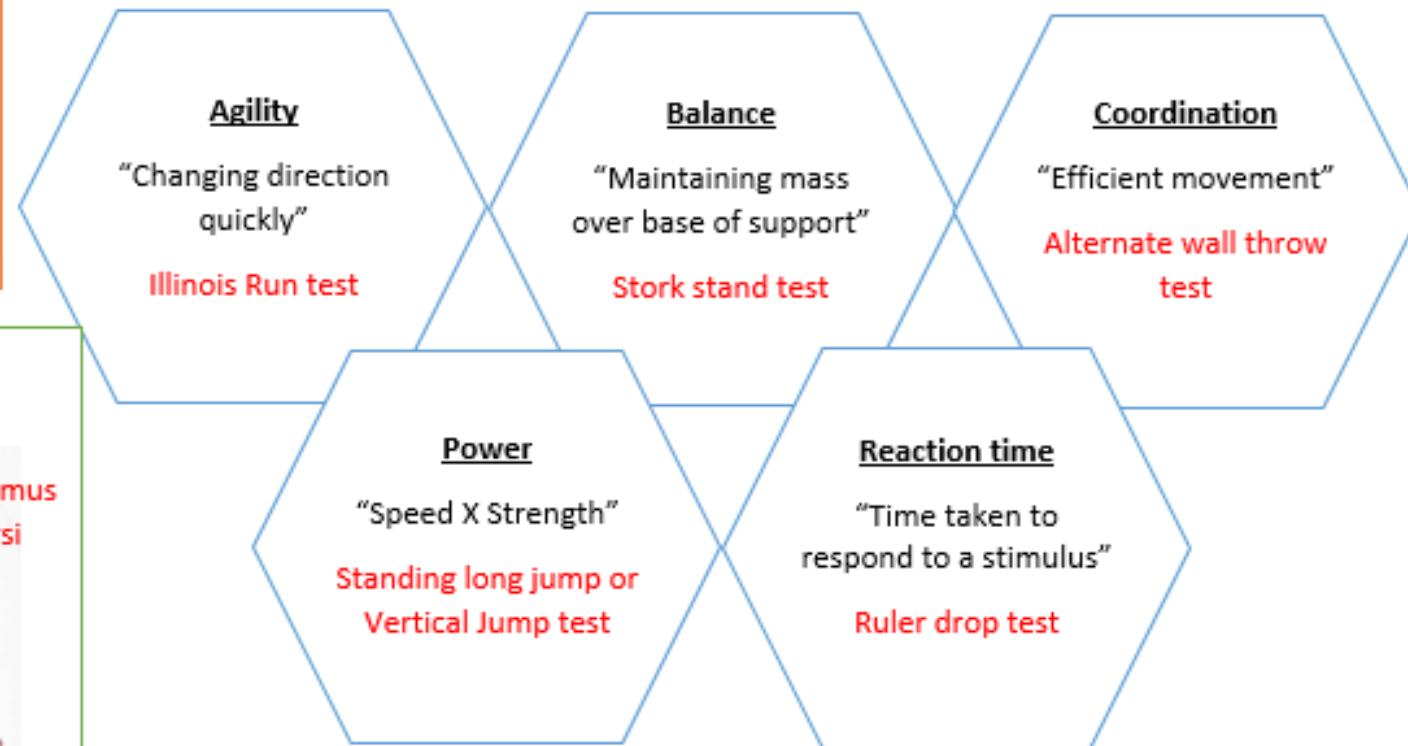 Agility
“Changing direction
quickly”
Illinois Run test
Balance
“Maintaining mass
over base of support”
Stork stand test
Coordination
“Efficient movement”
Alternate wall throw
test
Power
“Speed X Strength”
Standing long jump or
Vertical Jump test
Reaction time
“Time taken to
respond to a stimulus”
Ruler drop test